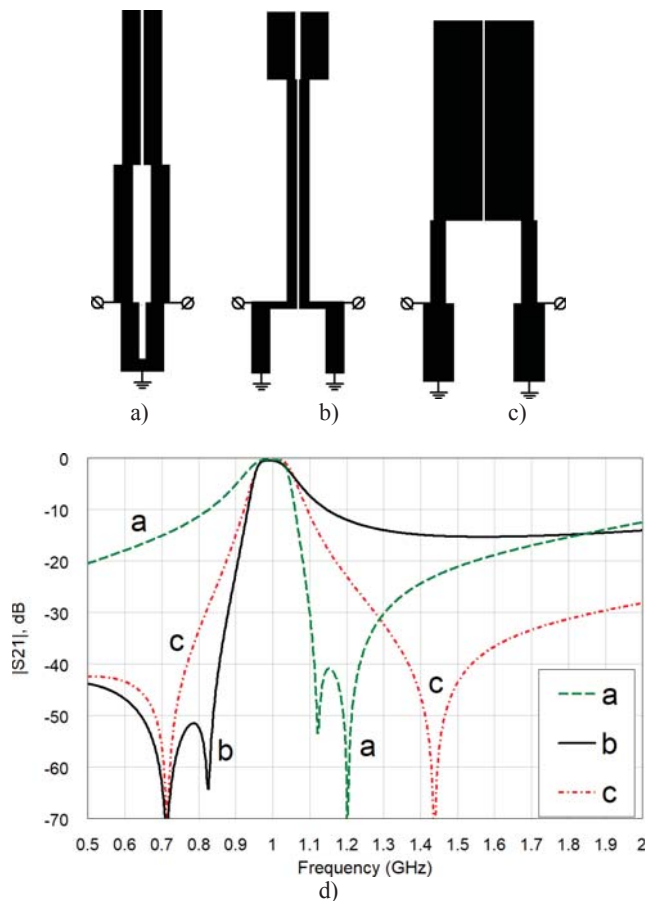 a)
b)
c)
0
-10
-20
-30
-40
-50
-60
-70
|S21|, dB
a
c
b
a
c
a
b
c
0.5 0.6 0.7 0.8 0.9 1 1.1 1.2 1.3 1.4 1.5 1.6 1.7 1.8 1.9 2
Frequency (GHz)
d)